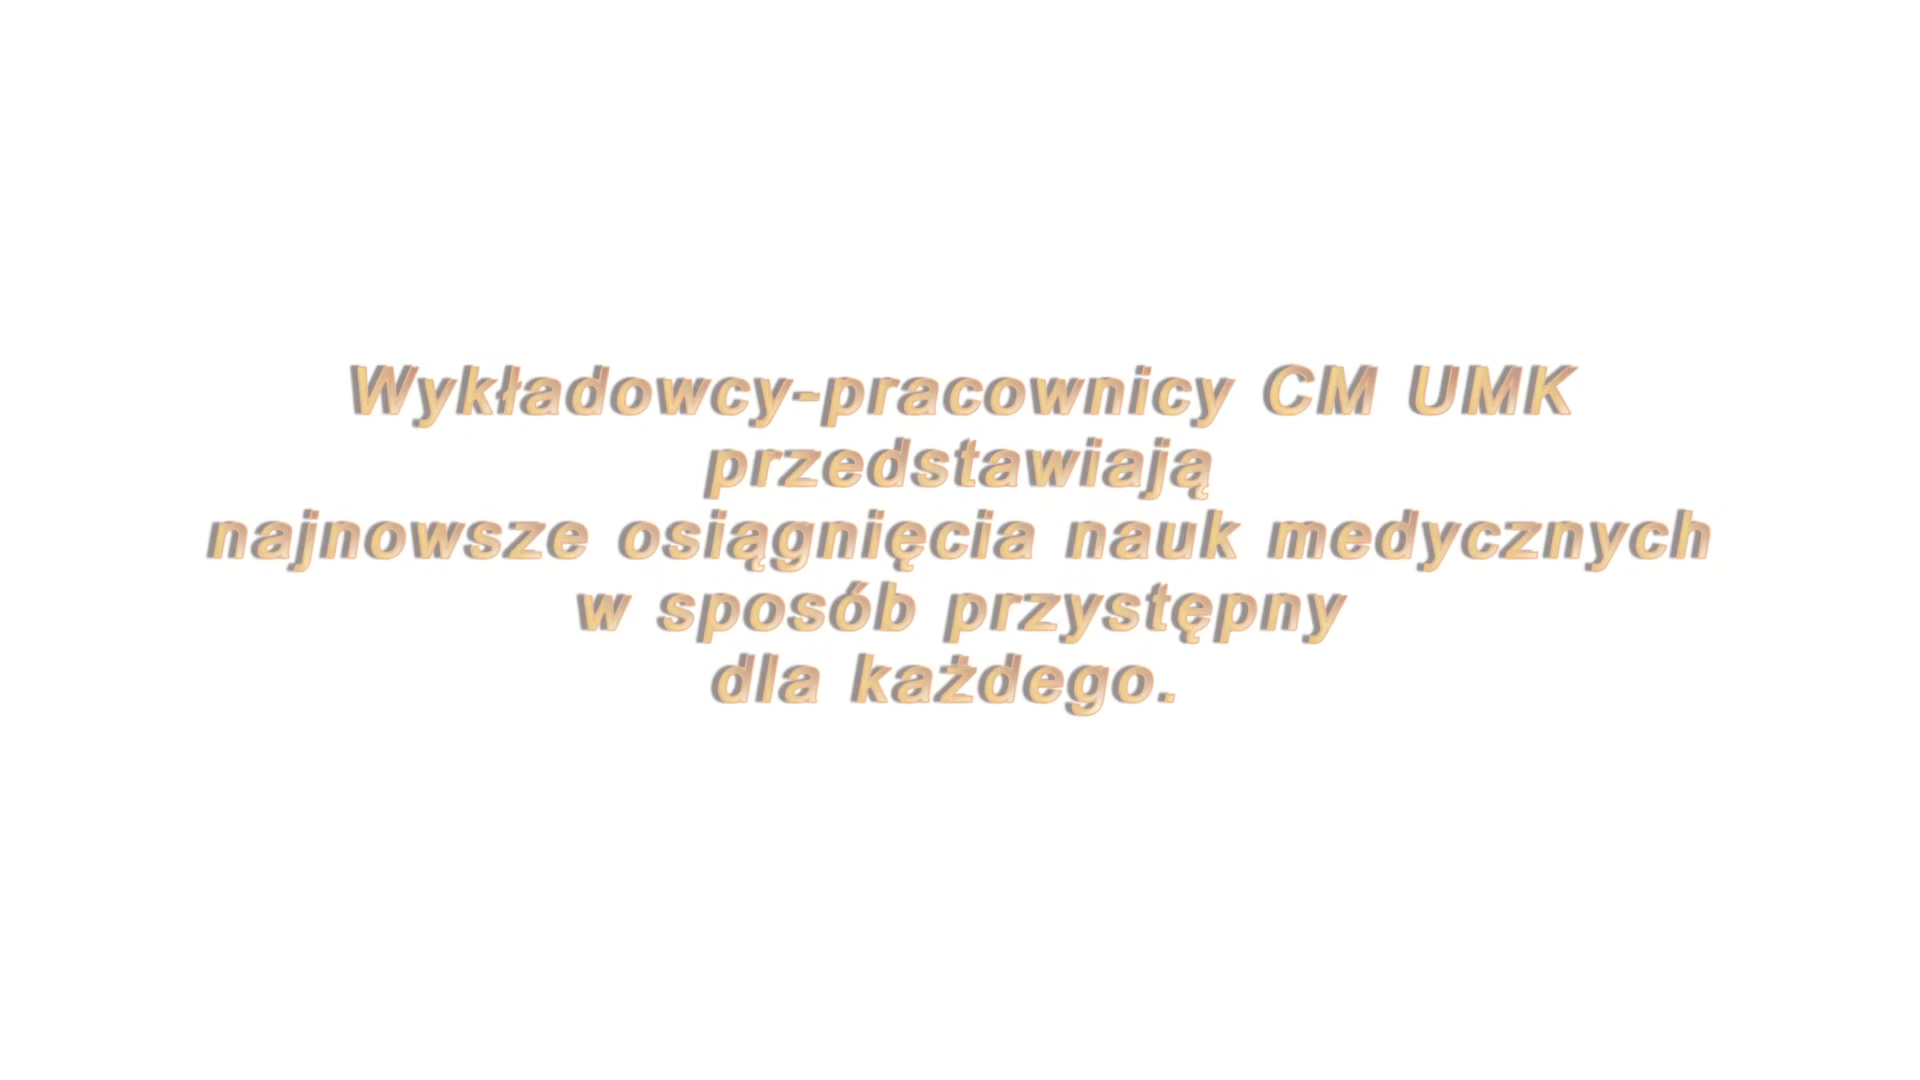 Wykładowcy-pracownicy CM UMK
przedstawiają
najnowsze osiągnięcia nauk medycznych
w sposób przystępny
dla każdego.